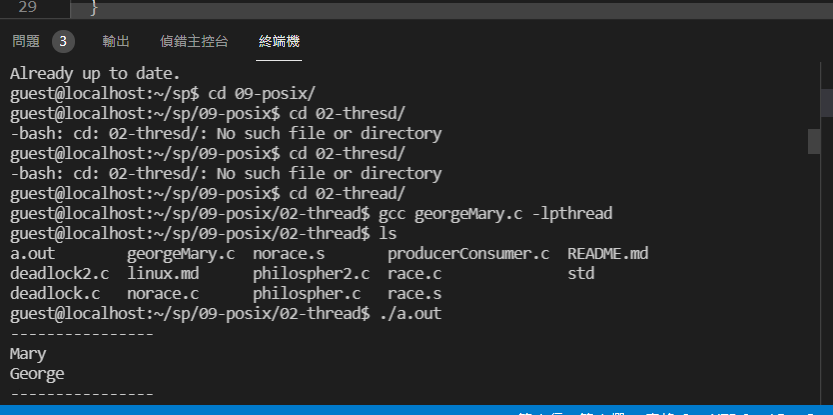 29 }
問題 3 輸出 偵錯主控台 終端機
Already up to date.
guest@localhost:~/sp$ cd 09-posix/
guest@localhost:~/sp/09-posix$ cd 02-thresd/
-bash: cd: 02-thresd/: No such file or directory
guest@localhost:~/sp/09-posix$ cd 02-thresd/
-bash: cd: 02-thresd/: No such file or directory
guest@localhost:~/sp/09-posix$ cd 02-thread/
guest@localhost:~/sp/09-posix/02-thread$ gcc georgeMary.c -lpthread
guest@localhost:~/sp/09-posix/02-thread$ ls
a.out georgeMary.c norace.s producerConsumer.c README.md
deadlock2.c linux.md philospher2.c race.c std
deadlock.c norace.c philospher.c race.s
guest@localhost:~/sp/09-posix/02-thread$ ./a.out
----------------
Mary
George
----------------